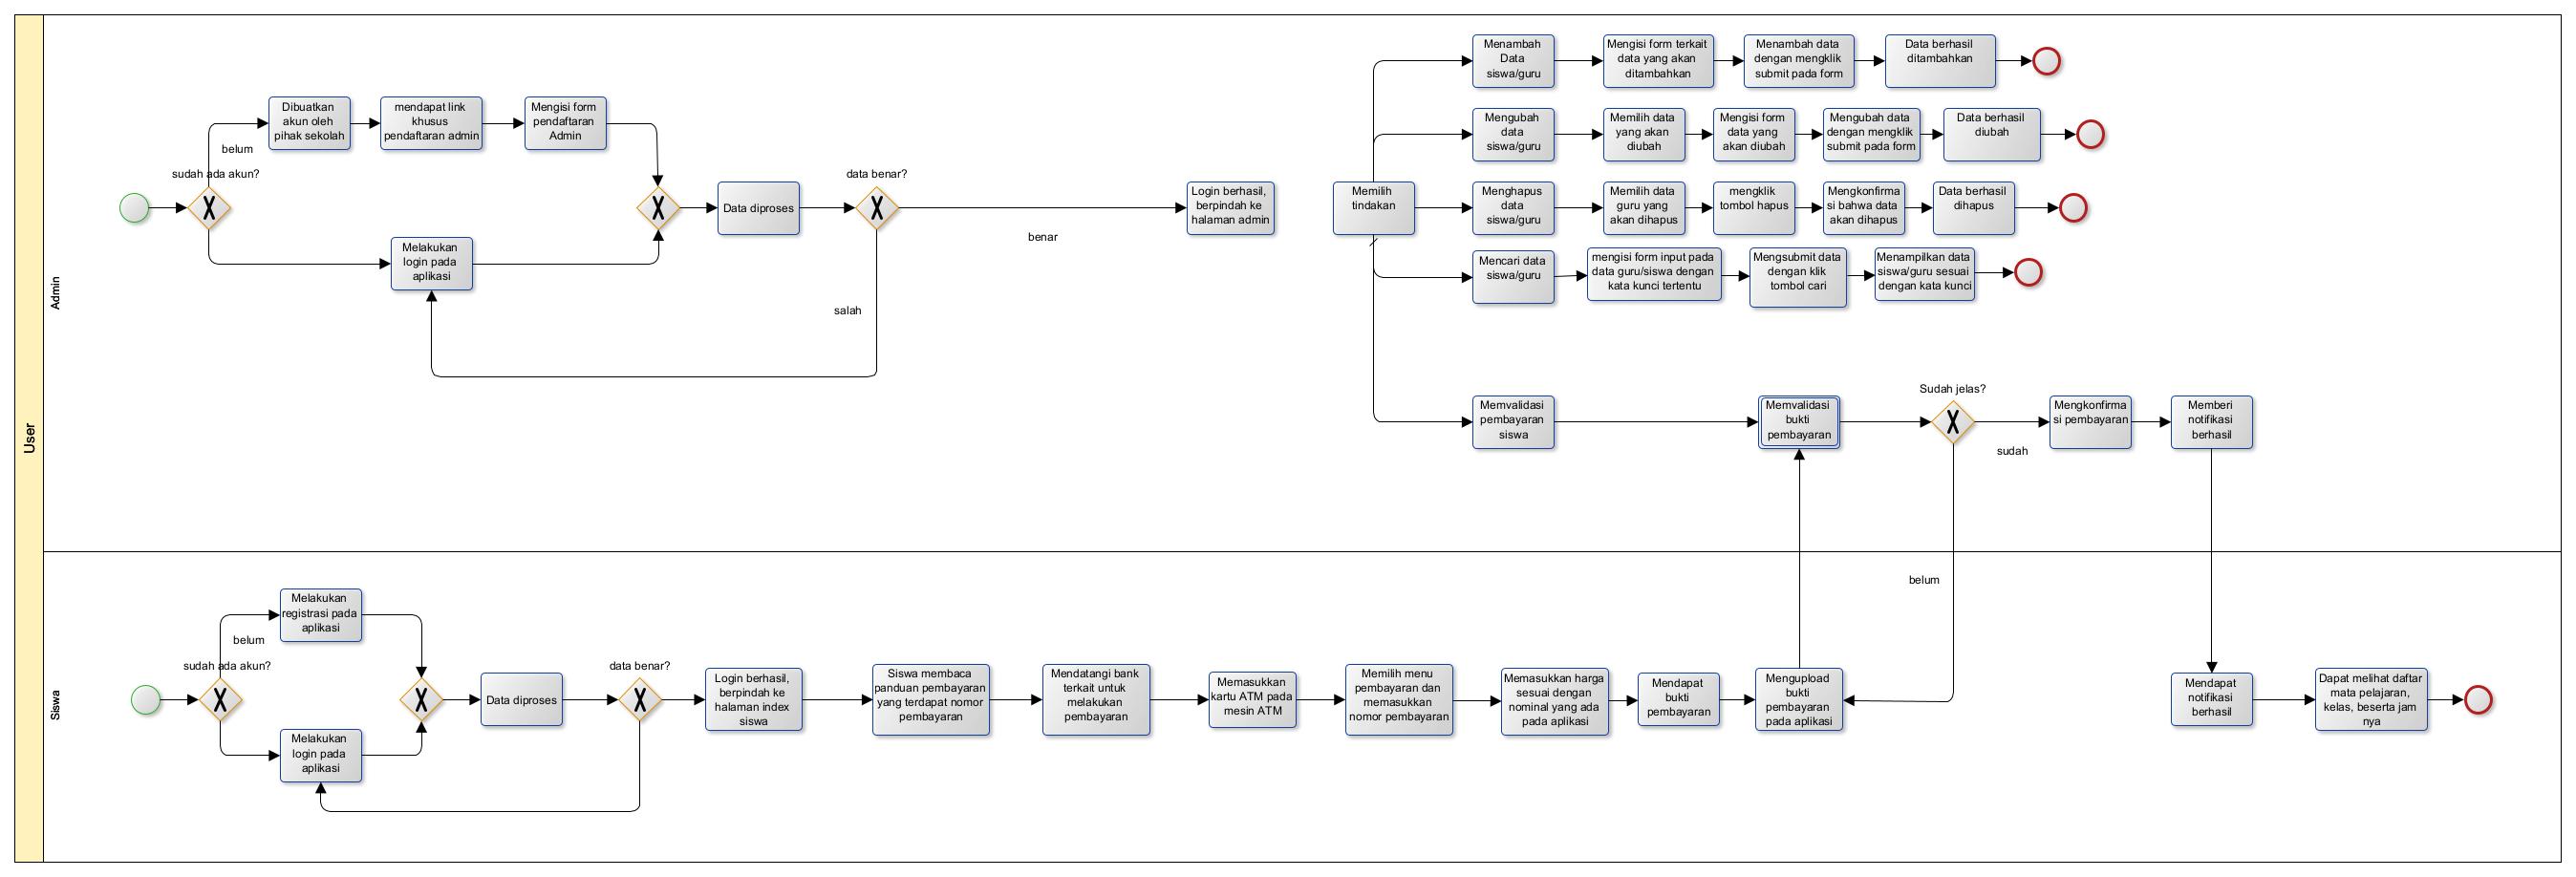 User
Admin
sudah ada akun?
belum
Dibuatkan
akun oleh
pihak sekolah
mendapat link
khusus
pendaftaran admin
Mengisi form
pendaftaran
Admin
Melakukan
login pada
aplikasi
Data diproses
data benar?
benar
salah
Login berhasil,
berpindah ke
halaman admin
Memilih
tindakan
Menambah
Data
siswa/guru
Mengisi form terkait
data yang akan
ditambahkan
Menambah data
dengan mengklik
submit pada form
Data berhasil
ditambahkan
Mengubah
data
siswa/guru
Memilih data
yang akan
diubah
Mengisi form
data yang
akan diubah
Mengubah data
dengan mengklik
submit pada form
Data berhasil
diubah
Menghapus
data
siswa/guru
Memilih data
guru yang
akan dihapus
mengklik
tombol hapus
Mengkonfirma
si bahwa data
akan dihapus
Data berhasil
dihapus
Mencari data
siswa/guru
mengisi form input pada
data guru/siswa dengan
kata kunci tertentu
Mengsubmit data
dengan klik
tombol cari
Menampilkan data
siswa/guru sesuai
dengan kata kunci
Memvalidasi
pembayaran
siswa
Memvalidasi
bukti
pembayaran
Sudah jelas?
sudah
belum
Mengkonfirma
si pembayaran
Memberi
notifikasi
berhasil
Siswa
sudah ada akun?
belum
Melakukan
registrasi pada
aplikasi
Melakukan
login pada
aplikasi
Data diproses
data benar?
Login berhasil,
berpindah ke
halaman index
siswa
Siswa membaca
panduan pembayaran
yang terdapat nomor
pembayaran
Mendatangi bank
terkait untuk
melakukan
pembayaran
Memasukkan
kartu ATM pada
mesin ATM
Memilih menu
pembayaran dan
memasukkan
nomor pembayaran
Memasukkan harga
sesuai dengan
nominal yang ada
pada aplikasi
Mendapat
bukti
pembayaran
Mengupload
bukti
pembayaran
pada aplikasi
Mendapat
notifikasi
berhasil
Dapat melihat daftar
mata pelajaran,
kelas, beserta jam
nya